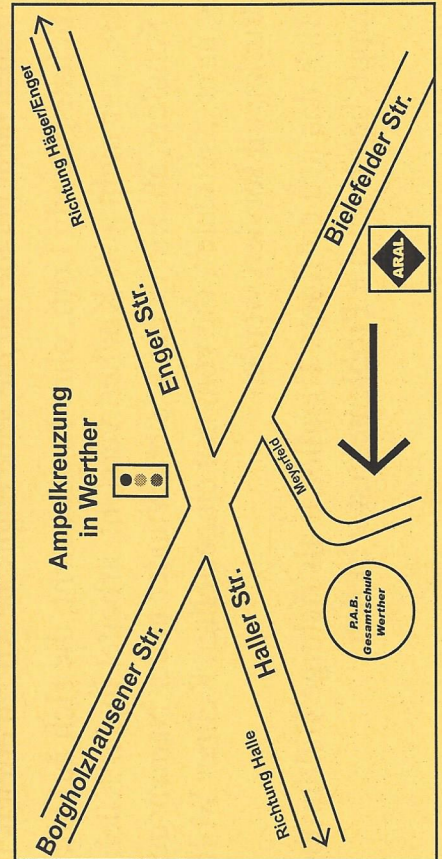 Richtung Häger/Enger
Enger Str.
Bielefelder Str.
ARAL
Ampelkreuzung
in Werther
Meyerfeld
P.A.B.
Gesamtschule
Werther
Borgholzhausener Str.
Haller Str.
Richtung Halle